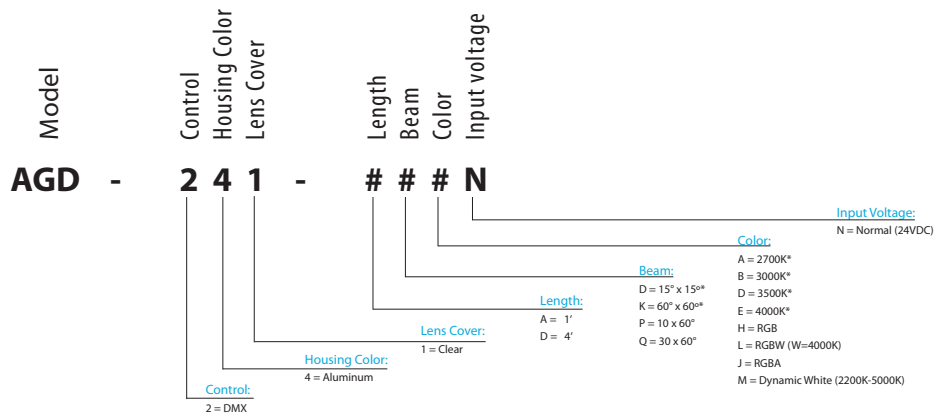 Model
Control
Housing Color
Lens Cover
Length
Beam
Color
Input voltage
AGD - 2 4 1 - # # # N
Input Voltage:
N = Normal (24VDC)
Color:
A = 2700K*
B = 3000K*
D = 3500K*
E = 4000K*
H = RGB
L = RGBW (W=4000K)
J = RGBA
M = Dynamic White (2200K-5000K)
Beam:
D = 15° x 15º*
K = 60° x 60º*
P = 10 x 60°
Q = 30 x 60°
Length:
A = 1'
D = 4'
Lens Cover:
1 = Clear
Housing Color:
4 = Aluminum
Control:
2 = DMX